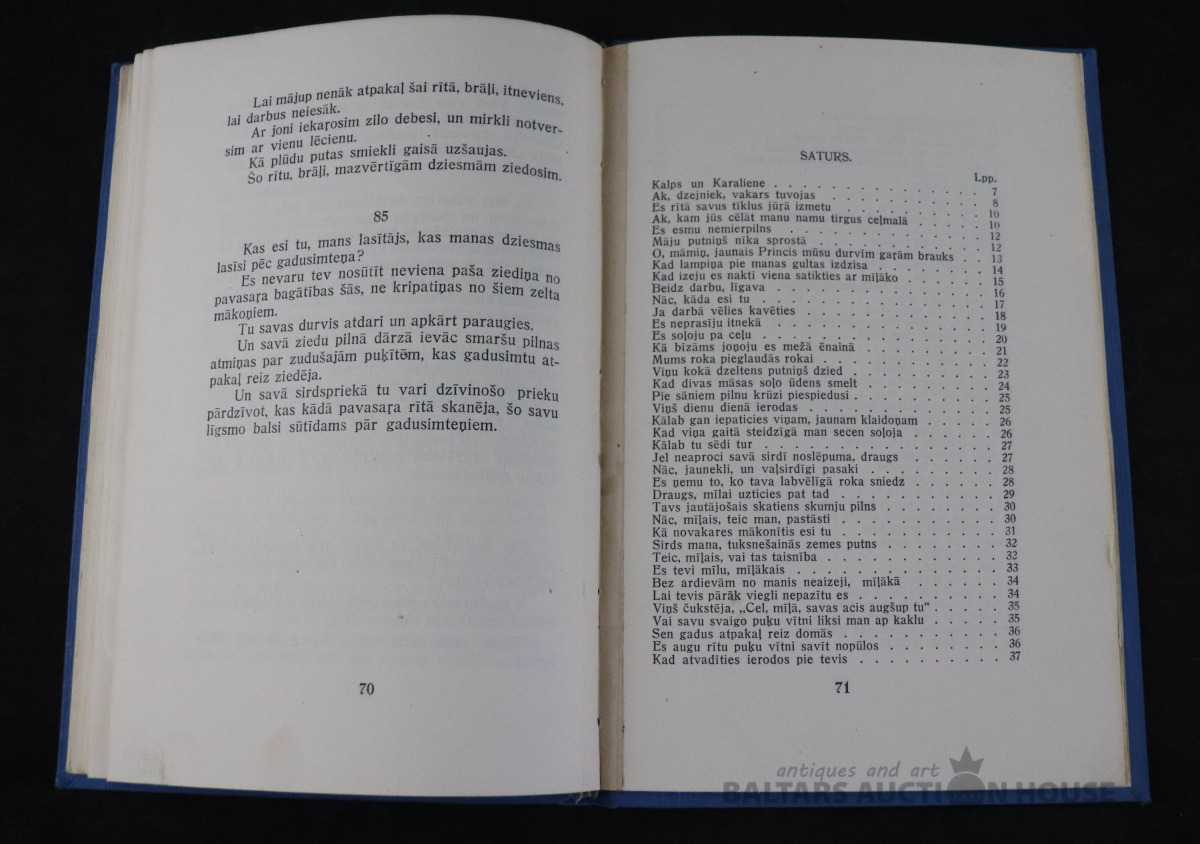 Lai mājup nenāk atpakaļ šai rītā, brāļi, itneviens,
lai darbus neiesāk.
Ar joni iekaŗosim zilo debesi, un mirkli notver-
sim ar vienu lēcienu.
Kā plūdu putas smiekli gaisā uzšaujas.
Šo rītu, brāļi, mazvērtīgām dziesmām ziedosim.
85
Kas esi tu, mans lasītājs, kas manas dziesmas
lasīsi pēc gadusimteņa?
Es nevaru tev nosūtīt neviena paša ziediņa no
pavasaŗa bagātības šās, ne kripatiņas no šiem zelta
mākoņiem.
Tu savas durvis atdari un apkārt paraugies.
Un savā ziedu pilnā dārzā ievāc smaršu pilnas
atmiņas par zudušajām puķītēm, kas gadusimtu at-
pakaļ reiz ziedēja.
Un savā sirdspriekā tu vari dzīvinošo prieku
pārdzīvot, kas kādā pavasaŗa rītā skanēja, šo savu
līgsmo balsi sūtīdams pār gadusimteņiem.
70
SATURS.
Lpp.
Kalps un Karaliene . . . . . . . . . . . . . 7
Ak, dzejniek, vakars tuvojas . . . . . . . . . . 8
Es rītā savus tiklus jūrā izmetu . . . . . . . . . 10
Ak, kam jūs cēlāt manu namu tirgus ceļmalā . . . . . 10
Es esmu nemierpilns . . . . . . . . . . . . 12
Māju putniņš nīka sprostā . . . . . . . . . . 12
O, māmiņ, jaunais Princis mūsu durvīm gaŗām brauks . . 13
Kad lampiņa pie manas gultas izdzisa . . . . . . . 14
Kad izeju es nakti viena satikties ar miļāko . . . . . 15
Beidz darbu, līgava . . . . . . . . . . . . 16
Nāc, kāda esi tu . . . . . . . . . . . . . 17
Ja darbā vēlies kavēties . . . . . . . . . . . 18
Es neprasīju itnekā . . . . . . . . . . . . 19
Es soļoju pa ceļu . . . . . . . . . . . . . 20
Kā bizāms joņoju es mežā ēnainā . . . . . . . . 21
Mums roka pieglaudās rokai . . . . . . . . . . 22
Viņu kokā dzeltens putniņš dzied . . . . . . . . . 23
Kad divas māsas soļo ūdens smelt . . . . . . . . 24
Pie sāniem pilnu krūzi piespiedusi . . . . . . . . 25
Viņš dienu dienā ierodas . . . . . . . . . . . 25
Kālab gan iepaticies viņam, jaunam klaidoņam . . . . . 26
Kad viņa gaitā steidzīgā man secen soļoja . . . . . . 26
Kālab tu sēdi tur . . . . . . . . . . . . . 27
Jel neaproci savā sirdī noslēpuma, draugs . . . . . . 27
Nāc, jaunekli, un vaļsirdīgi pasaki . . . . . . . . 28
Es ņemu to, ko tava labvēlīgā roka sniedz . . . . . . 28
Draugs, mīlai uzticies pat tad . . . . . . . . . . 29
Tavs jautājošais skatiens skumju pilns . . . . . . . 30
Nāc, mīļais, teic man, pastāsti . . . . . . . . . . 30
Kā novakares mākonītis esi tu . . . . . . . . . . 31
Sirds mana, tuksnešainās zemes putns . . . . . . . 32
Teic, mīļais, vai tas taisnība . . . . . . . . . . 32
Es tevi mīlu, mīļākais . . . . . . . . . . . . 33
Bez ardievām no manis neaizeji, mīļākā . . . . . . 34
Lai tevis pārāk viegli nepazītu es . . . . . . . . . 34
Viņš čukstēja, „Cel, mīļā, savas acis augšup tu“ . . . . . 35
Vai savu svaigo puķu vītni liksi man ap kaklu . . . . . 35
Sen gadus atpakaļ reiz domās . . . . . . . . . . 36
Es augu rītu puķu vītni savīt nopūlos . . . . . . . 36
Kad atvadīties ierodos pie tevis . . . . . . . . . 37
71
antiques and art
BALTARS AUCTION HOUSE